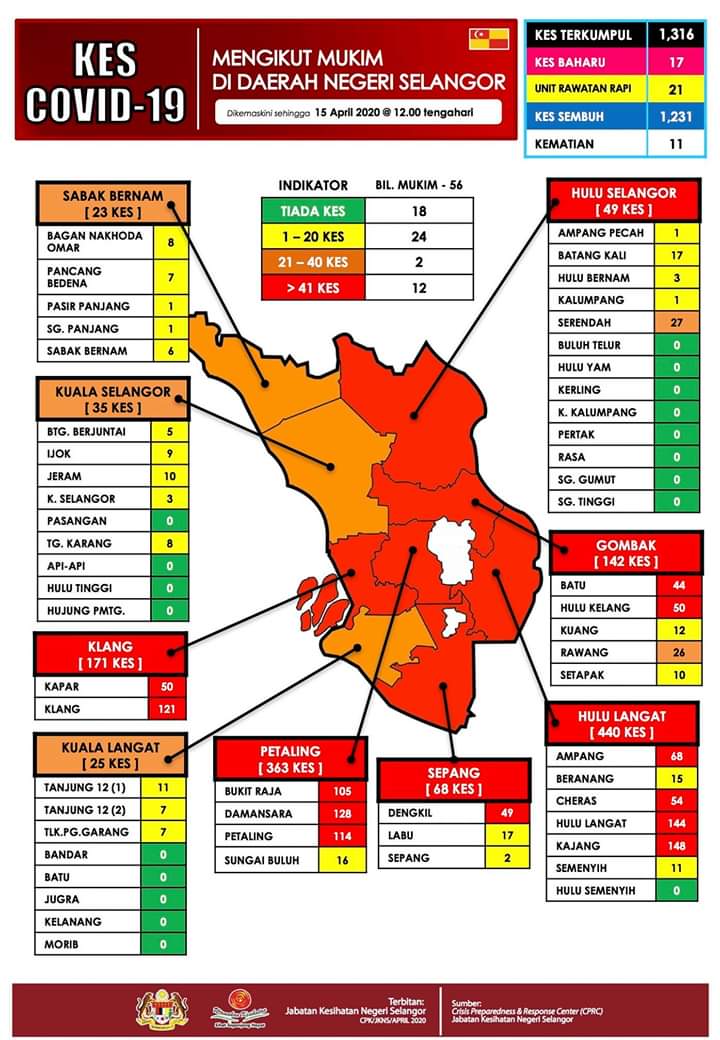 KES
COVID-19
MENGIKUT MUKIM
DI DAERAH NEGERI SELANGOR
Dikemaskini sehingga 15 April 2020 @ 12.00 tengahari
KES TERKUMPUL 1,316
KES BAHARU 17
UNIT RAWATAN RAPI 21
KES SEMBUH 1,231
KEMATIAN 11
INDIKATOR BIL. MUKIM - 56
TIADA KES 18
1 – 20 KES 24
21 – 40 KES 2
> 41 KES 12
SABAK BERNAM
[ 23 KES ]
BAGAN NAKHODA
OMAR 8
PANCANG
BEDENA 7
PASIR PANJANG 1
SG. PANJANG 1
SABAK BERNAM 6
KUALA SELANGOR
[ 35 KES ]
BTG. BERJUNTAI 5
IJOK 9
JERAM 10
K. SELANGOR 3
PASANGAN 0
TG. KARANG 8
API-API 0
HULU TINGGI 0
HUJUNG PMTG. 0
KLANG
[ 171 KES ]
KAPAR 50
KLANG 121
KUALA LANGAT
[ 25 KES ]
TANJUNG 12 (1) 11
TANJUNG 12 (2) 7
TLK.PG.GARANG 7
BANDAR 0
BATU 0
JUGRA 0
KELANANG 0
MORIB 0
PETALING
[ 363 KES ]
BUKIT RAJA 105
DAMANSARA 128
PETALING 114
SUNGAI BULUH 16
SEPANG
[ 68 KES ]
DENGKIL 49
LABU 17
SEPANG 2
HULU SELANGOR
[ 49 KES ]
AMPANG PECAH 1
BATANG KALI 17
HULU BERNAM 3
KALUMPANG 1
SERENDAH 27
BULUH TELUR 0
HULU YAM 0
KERLING 0
K. KALUMPANG 0
PERTAK 0
RASA 0
SG. GUMUT 0
SG. TINGGI 0
GOMBAK
[ 142 KES ]
BATU 44
HULU KELANG 50
KUANG 12
RAWANG 26
SETAPAK 10
HULU LANGAT
[ 440 KES ]
AMPANG 68
BERANANG 15
CHERAS 54
HULU LANGAT 144
KAJANG 148
SEMENYIH 11
HULU SEMENYIH 0
Terbitan:
Jabatan Kesihatan Negeri Selangor
CPK/JKNS/APRIL 2020
Sumber:
Crisis Preparedness & Response Center (CPRC)
Jabatan Kesihatan Negeri Selangor